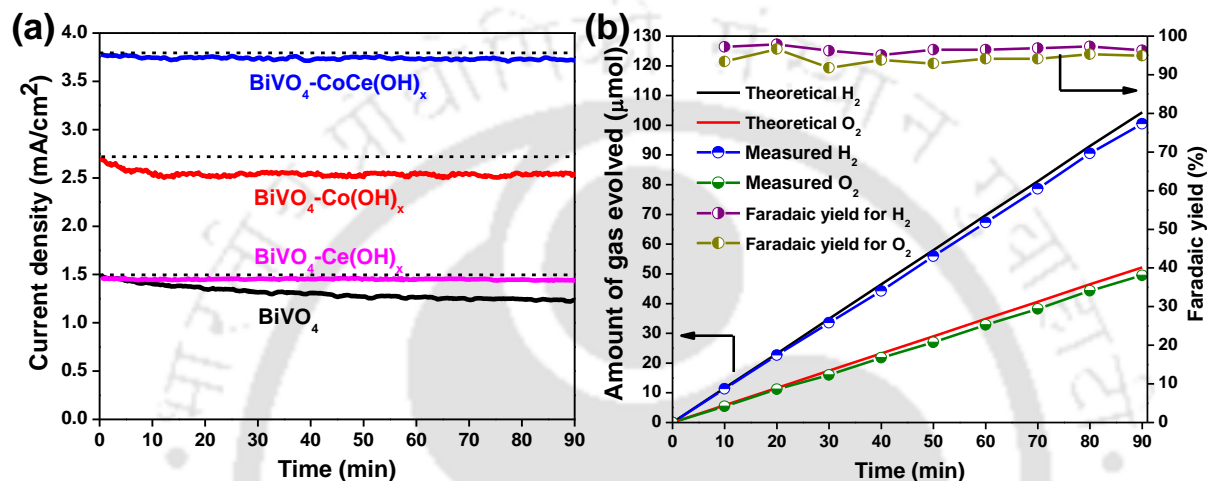 (a)
4.0
3.5
3.0
2.5
2.0
1.5
1.0
0.5
0.0
Current density (mA/cm2)
BiVO₄-CoCe(OH)ₓ
BiVO₄-Co(OH)ₓ
BiVO₄-Ce(OH)ₓ
BiVO₄
0 10 20 30 40 50 60 70 80 90
Time (min)
(b)
130
120
110
100
90
80
70
60
50
40
30
20
10
0
Amount of gas evolved (μmol)
Theoretical H₂
Theoretical O₂
Measured H₂
Measured O₂
Faradaic yield for H₂
Faradaic yield for O₂
100
90
80
70
60
50
40
30
20
10
0
Faradaic yield (%)
0 10 20 30 40 50 60 70 80 90
Time (min)